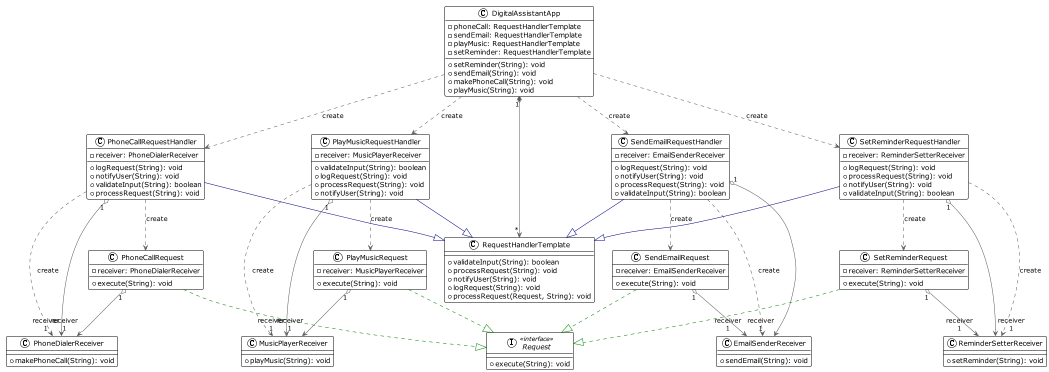 C DigitalAssistantApp
phoneCall: RequestHandlerTemplate
sendEmail: RequestHandlerTemplate
playMusic: RequestHandlerTemplate
setReminder: RequestHandlerTemplate
setReminder(String): void
sendEmail(String): void
makePhoneCall(String): void
playMusic(String): void
1
create
create
create
create
C PhoneCallRequestHandler
receiver: PhoneDialerReceiver
logRequest(String): void
notifyUser(String): void
validateInput(String): boolean
processRequest(String): void
1
C PlayMusicRequestHandler
receiver: MusicPlayerReceiver
validateInput(String): boolean
logRequest(String): void
processRequest(String): void
notifyUser(String): void
1
C SendEmailRequestHandler
receiver: EmailSenderReceiver
logRequest(String): void
notifyUser(String): void
processRequest(String): void
validateInput(String): boolean
1
C SetReminderRequestHandler
receiver: ReminderSetterReceiver
logRequest(String): void
processRequest(String): void
notifyUser(String): void
validateInput(String): boolean
1
create
create
create
create
*
C PhoneCallRequest
receiver: PhoneDialerReceiver
execute(String): void
1
C PlayMusicRequest
receiver: MusicPlayerReceiver
execute(String): void
1
C RequestHandlerTemplate
validateInput(String): boolean
processRequest(String): void
notifyUser(String): void
logRequest(String): void
processRequest(Request, String): void
C SendEmailRequest
receiver: EmailSenderReceiver
execute(String): void
1
C SetReminderRequest
receiver: ReminderSetterReceiver
execute(String): void
1
create
create
create
create
receiver
1
receiver
1
receiver
1
receiver
1
receiver
1
receiver
1
receiver
1
receiver
1
C PhoneDialerReceiver
makePhoneCall(String): void
C MusicPlayerReceiver
playMusic(String): void
I «interface»
Request
execute(String): void
C EmailSenderReceiver
sendEmail(String): void
C ReminderSetterReceiver
setReminder(String): void